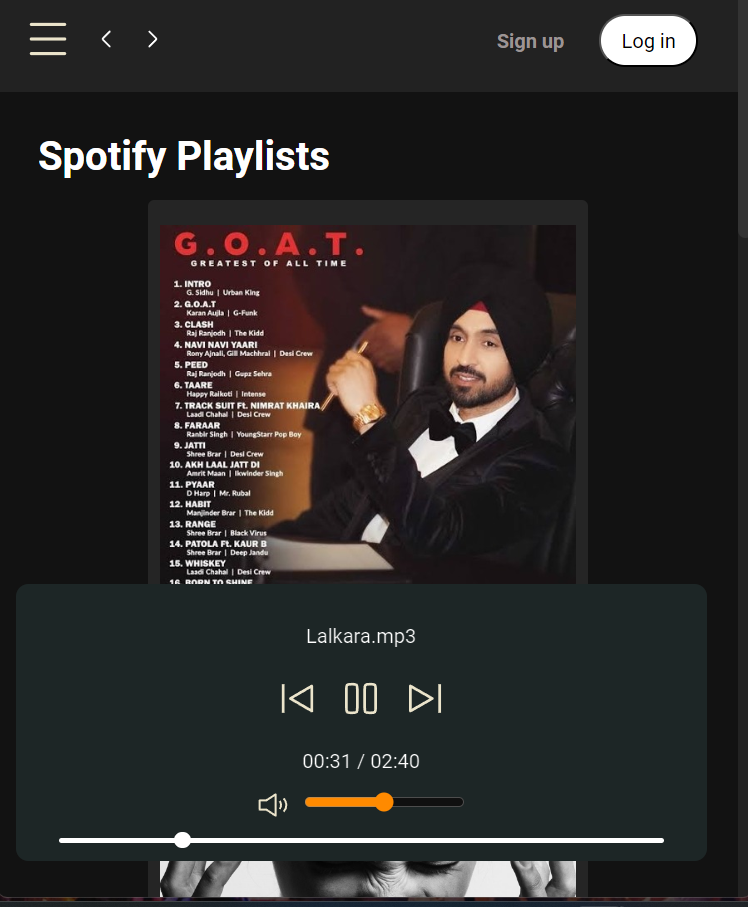 Sign up
Log in
Spotify Playlists
G.O.A.T.
GREATEST OF ALL TIME
1. INTRO
G. Sidhu | Urban King
2. G.O.A.T
Karan Aujla | G-Funk
3. CLASH
Raj Ranjodh | The Kidd
4. NAVI NAVI YAARI
Rony Ajnali, Gill Machhrai | Desi Crew
5. PEED
Raj Ranjodh | Gupz Sehra
6. TAARE
Happy Raikoti | Intense
7. TRACK SUIT Ft. NIMRAT KHAIRA
Laadi Chahal | Desi Crew
8. FARAAR
Ranbir Singh | YoungStarr Pop Boy
9. JATTI
Shree Brar | Desi Crew
10. AKH LAAL JATT DI
Amrit Maan | Ikwinder Singh
11. PYAAR
D Harp | Mr. Rubal
12. HABIT
Manjinder Brar | The Kidd
13. RANGE
Shree Brar | Black Virus
14. PATOLA Ft. KAUR B
Shree Brar | Deep Jandu
15. WHISKEY
Laadi Chahal | Desi Crew
16. BORN TO SHINE
Lalkara.mp3
00:31 / 02:40